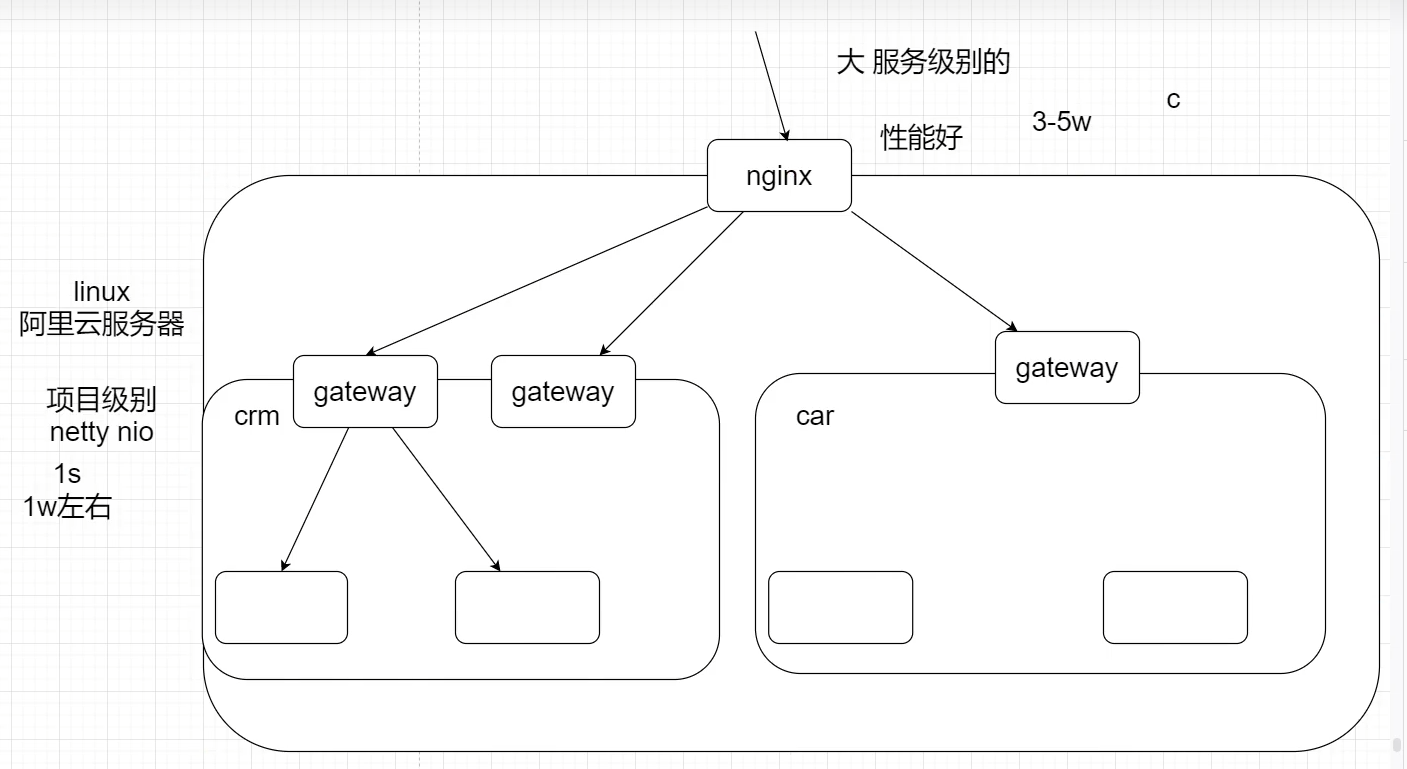 大 服务级别的
c
3-5w
性能好
nginx
linux
阿里云服务器
gateway
gateway
gateway
项目级别
netty nio
crm
car
1s
1w左右